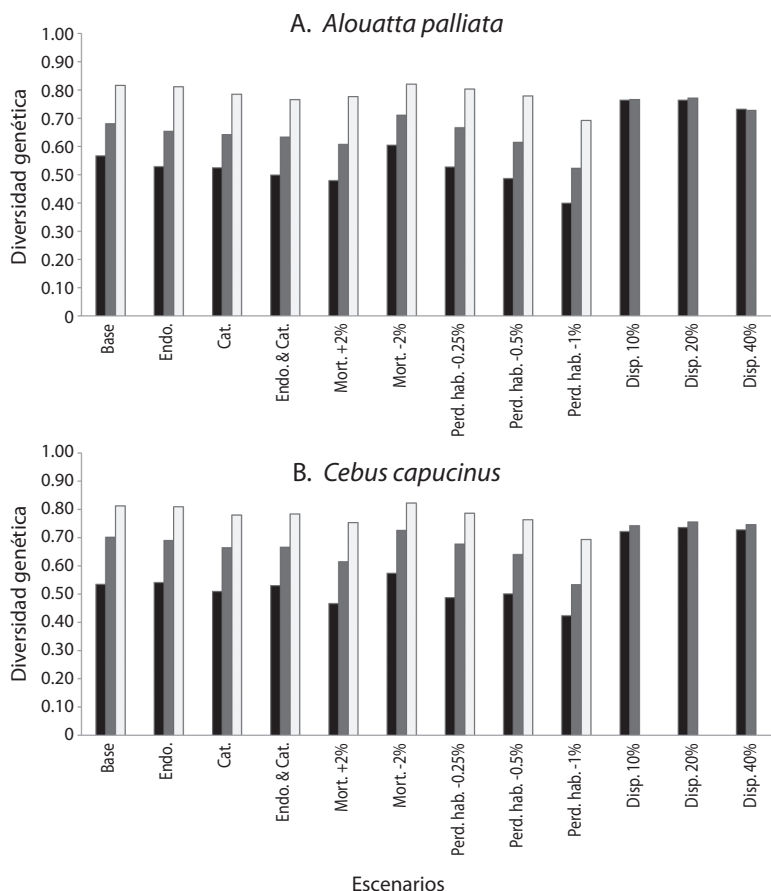 A. Alouatta palliata
Diversidad genética
1.00
0.90
0.80
0.70
0.60
0.50
0.40
0.30
0.20
0.10
0
Base
Endo.
Cat.
Endo. & Cat.
Mort. +2%
Mort. -2%
Perd. hab. -0.25%
Perd. hab. -0.5%
Perd. hab. -1%
Disp. 10%
Disp. 20%
Disp. 40%
B. Cebus capucinus
Diversidad genética
1.00
0.90
0.80
0.70
0.60
0.50
0.40
0.30
0.20
0.10
0
Base
Endo.
Cat.
Endo. & Cat.
Mort. +2%
Mort. -2%
Perd. hab. -0.25%
Perd. hab. -0.5%
Perd. hab. -1%
Disp. 10%
Disp. 20%
Disp. 40%
Escenarios